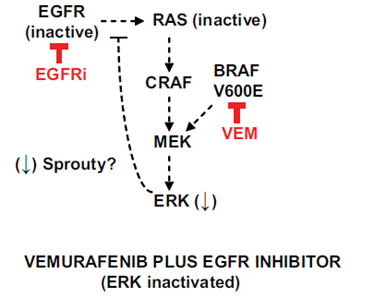 EGFR
(inactive)
RAS (inactive)
EGFRi
CRAF
BRAF
V600E
VEM
MEK
(↓) Sprouty?
ERK (↓)
VEMURAFENIB PLUS EGFR INHIBITOR
(ERK inactivated)